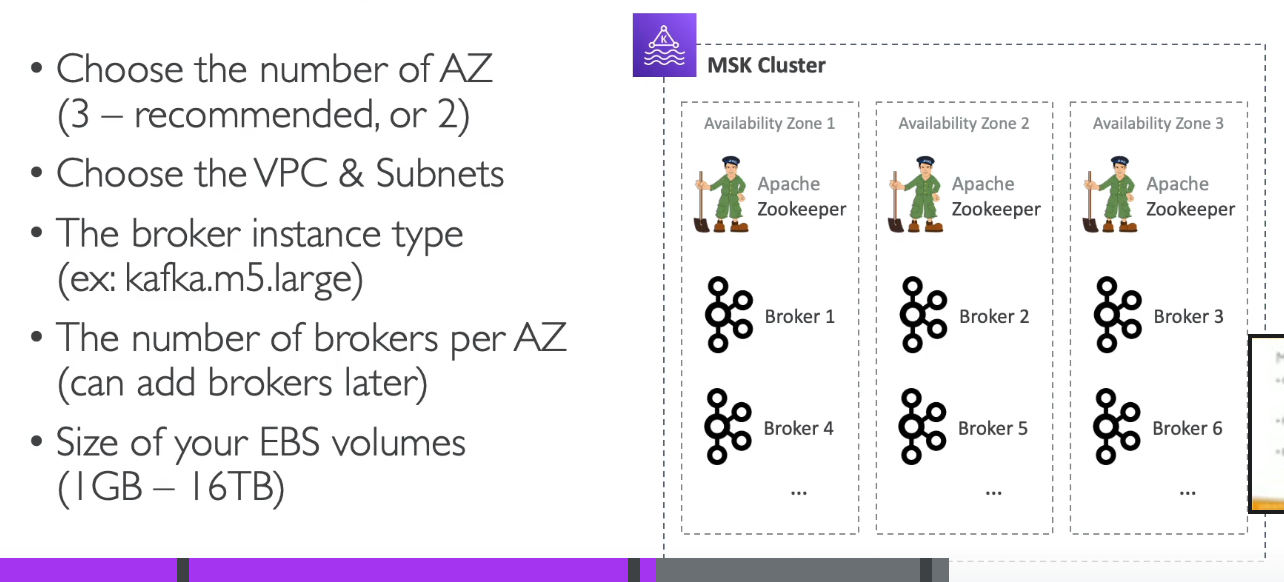 • Choose the number of AZ
(3 – recommended, or 2)
• Choose the VPC & Subnets
• The broker instance type
(ex: kafka.m5.large)
• The number of brokers per AZ
(can add brokers later)
• Size of your EBS volumes
(1GB – 16TB)
K
MSK Cluster
Availability Zone 1
Apache
Zookeeper
Broker 1
Broker 4
...
Availability Zone 2
Apache
Zookeeper
Broker 2
Broker 5
...
Availability Zone 3
Apache
Zookeeper
Broker 3
Broker 6
...